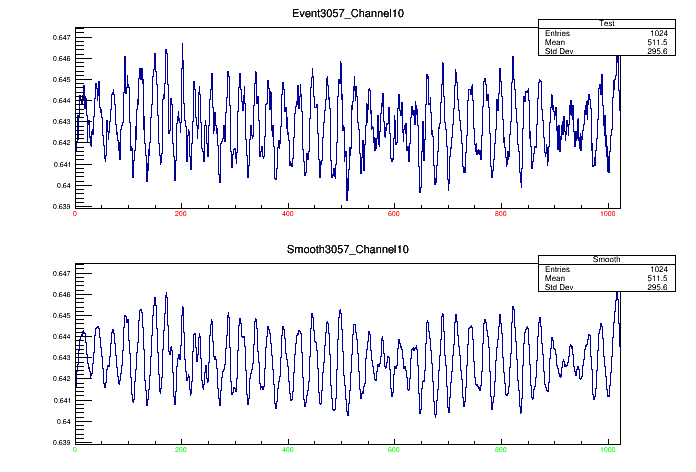 Event3057_Channel10
Test
Entries 1024
Mean 511.5
Std Dev 295.6
0.647
0.646
0.645
0.644
0.643
0.642
0.641
0.64
0.639
0 200 400 600 800 1000
Smooth3057_Channel10
Smooth
Entries 1024
Mean 511.5
Std Dev 295.6
0.647
0.646
0.645
0.644
0.643
0.642
0.641
0.64
0.639
0 200 400 600 800 1000